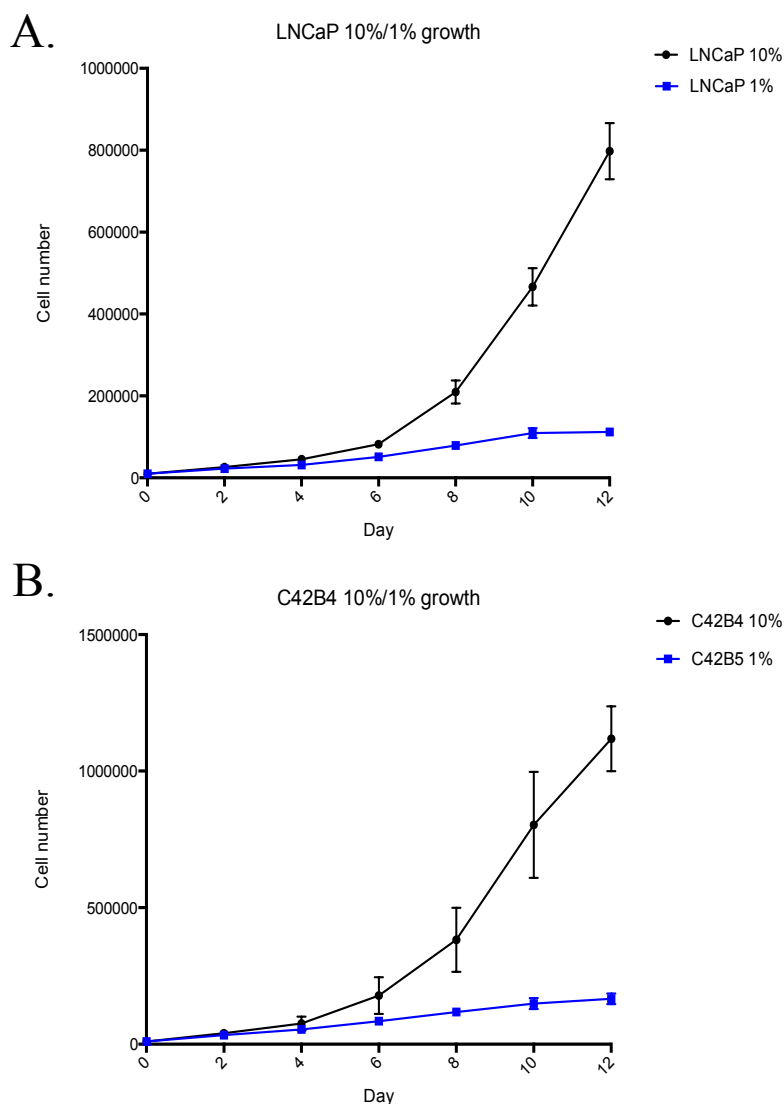 A.
LNCaP 10%/1% growth
LNCaP 10%
LNCaP 1%
1000000
800000
600000
400000
200000
0
Cell number
0 2 4 6 8 10 12
Day
B.
C42B4 10%/1% growth
C42B4 10%
C42B5 1%
1500000
1000000
500000
0
Cell number
0 2 4 6 8 10 12
Day